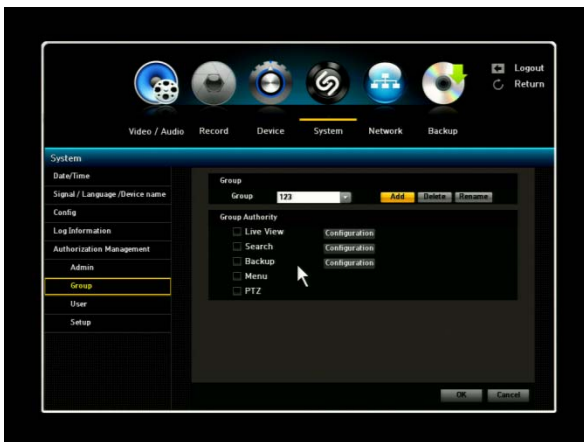 Logout
Return
Video / Audio Record Device System Network Backup
System
Date/Time
Signal / Language /Device name
Config
Log Information
Authorization Management
Admin
Group
User
Setup
Group
Group 123 Add Delete Rename
Group Authority
Live View Configuration
Search Configuration
Backup Configuration
Menu
PTZ
OK Cancel